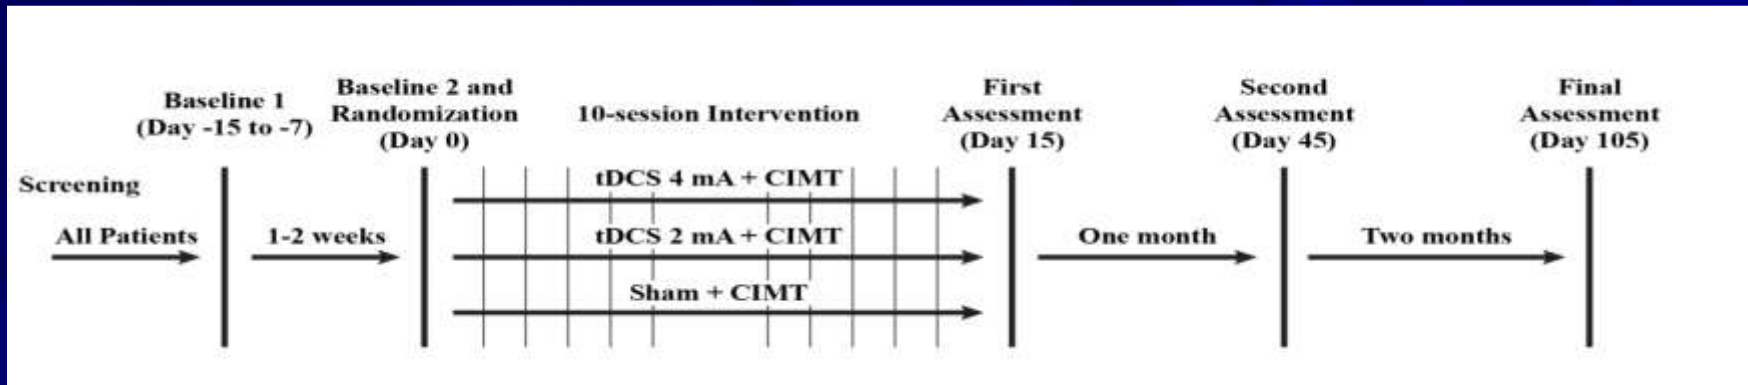 Baseline 1
(Day -15 to -7)
Baseline 2 and
Randomization
(Day 0)
10-session Intervention
First
Assessment
(Day 15)
Second
Assessment
(Day 45)
Final
Assessment
(Day 105)
Screening
All Patients
1-2 weeks
tDCS 4 mA + CIMT
tDCS 2 mA + CIMT
Sham + CIMT
One month
Two months